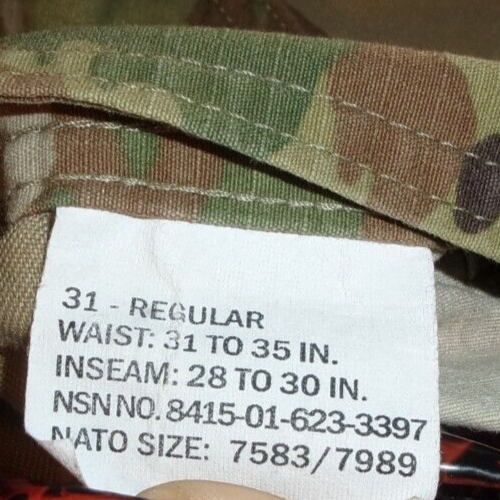 31 - REGULAR
WAIST: 31 TO 35 IN.
INSEAM: 28 TO 30 IN.
NSN NO. 8415-01-623-3397
NATO SIZE: 7583/7989